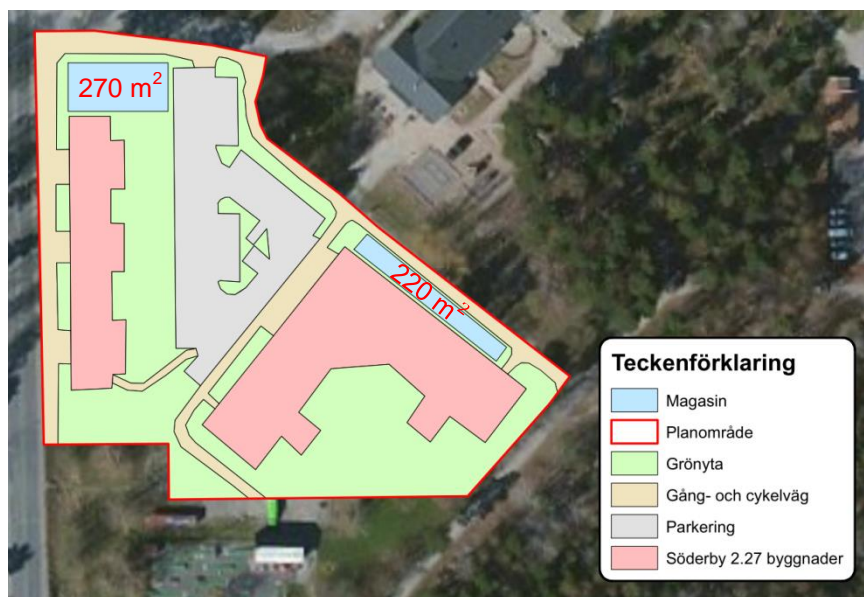 270 m²
220 m²
Teckenförklaring
Magasin
Planområde
Grönyta
Gång- och cykelväg
Parkering
Söderby 2.27 byggnader